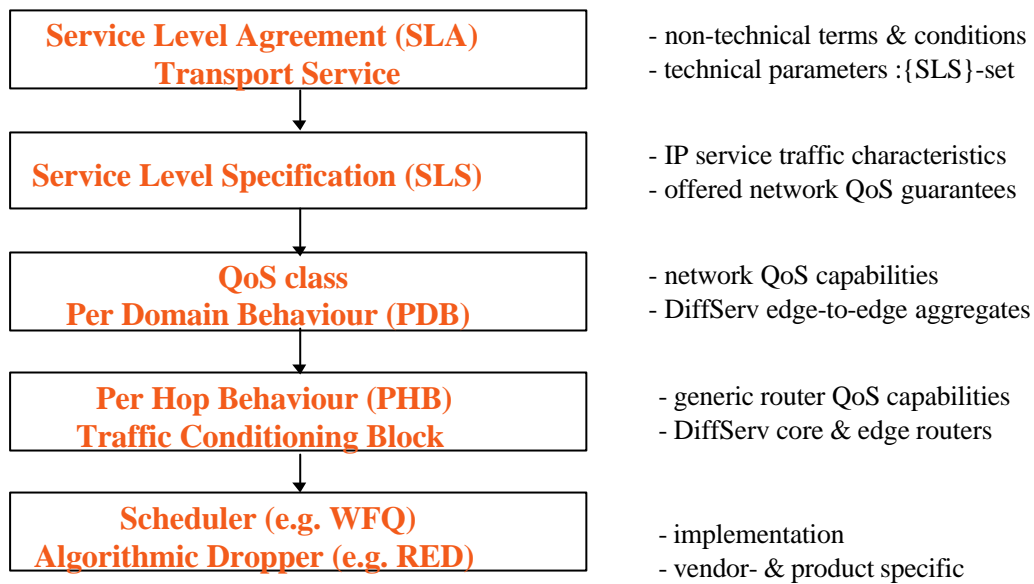 Service Level Agreement (SLA)
Transport Service
- non-technical terms & conditions
- technical parameters :{SLS}-set
Service Level Specification (SLS)
- IP service traffic characteristics
- offered network QoS guarantees
QoS class
Per Domain Behaviour (PDB)
- network QoS capabilities
- DiffServ edge-to-edge aggregates
Per Hop Behaviour (PHB)
Traffic Conditioning Block
- generic router QoS capabilities
- DiffServ core & edge routers
Scheduler (e.g. WFQ)
Algorithmic Dropper (e.g. RED)
- implementation
- vendor- & product specific